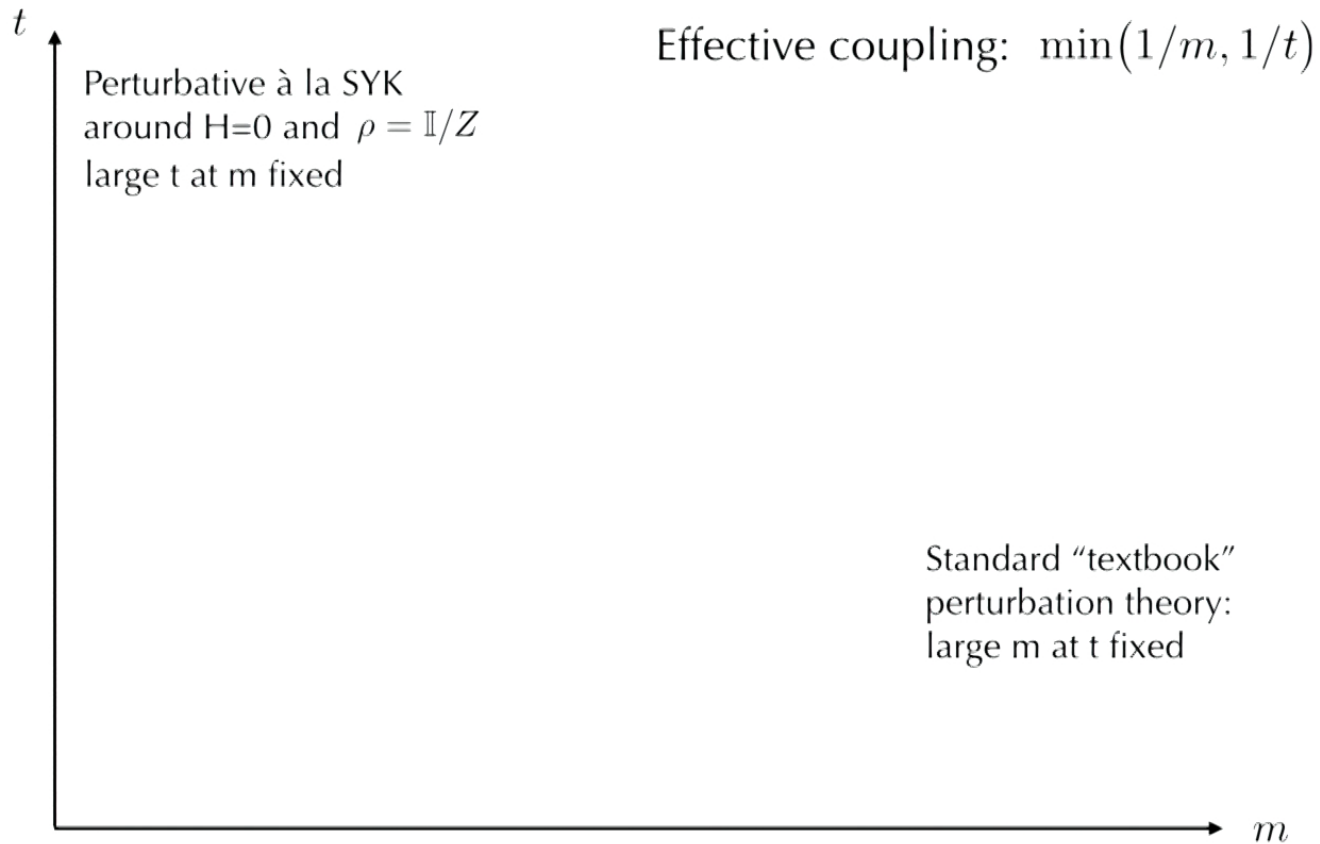 t
Effective coupling: min(1/m, 1/t)
Perturbative à la SYK
around H=0 and ρ = 𝕀/Z
large t at m fixed
Standard “textbook”
perturbation theory:
large m at t fixed
m